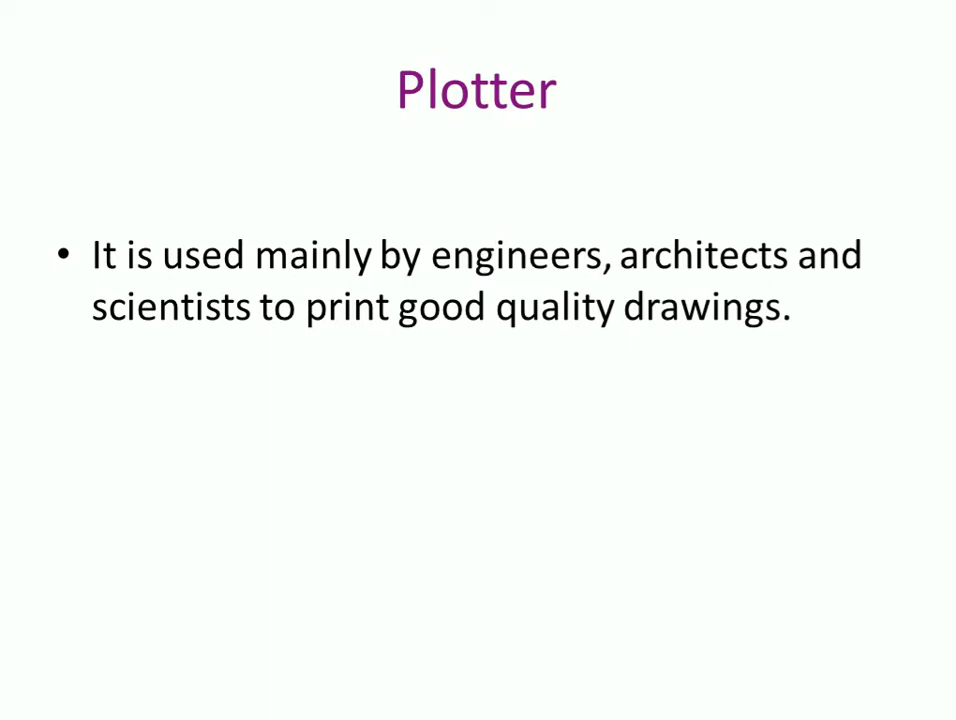 Plotter
• It is used mainly by engineers, architects and
scientists to print good quality drawings.